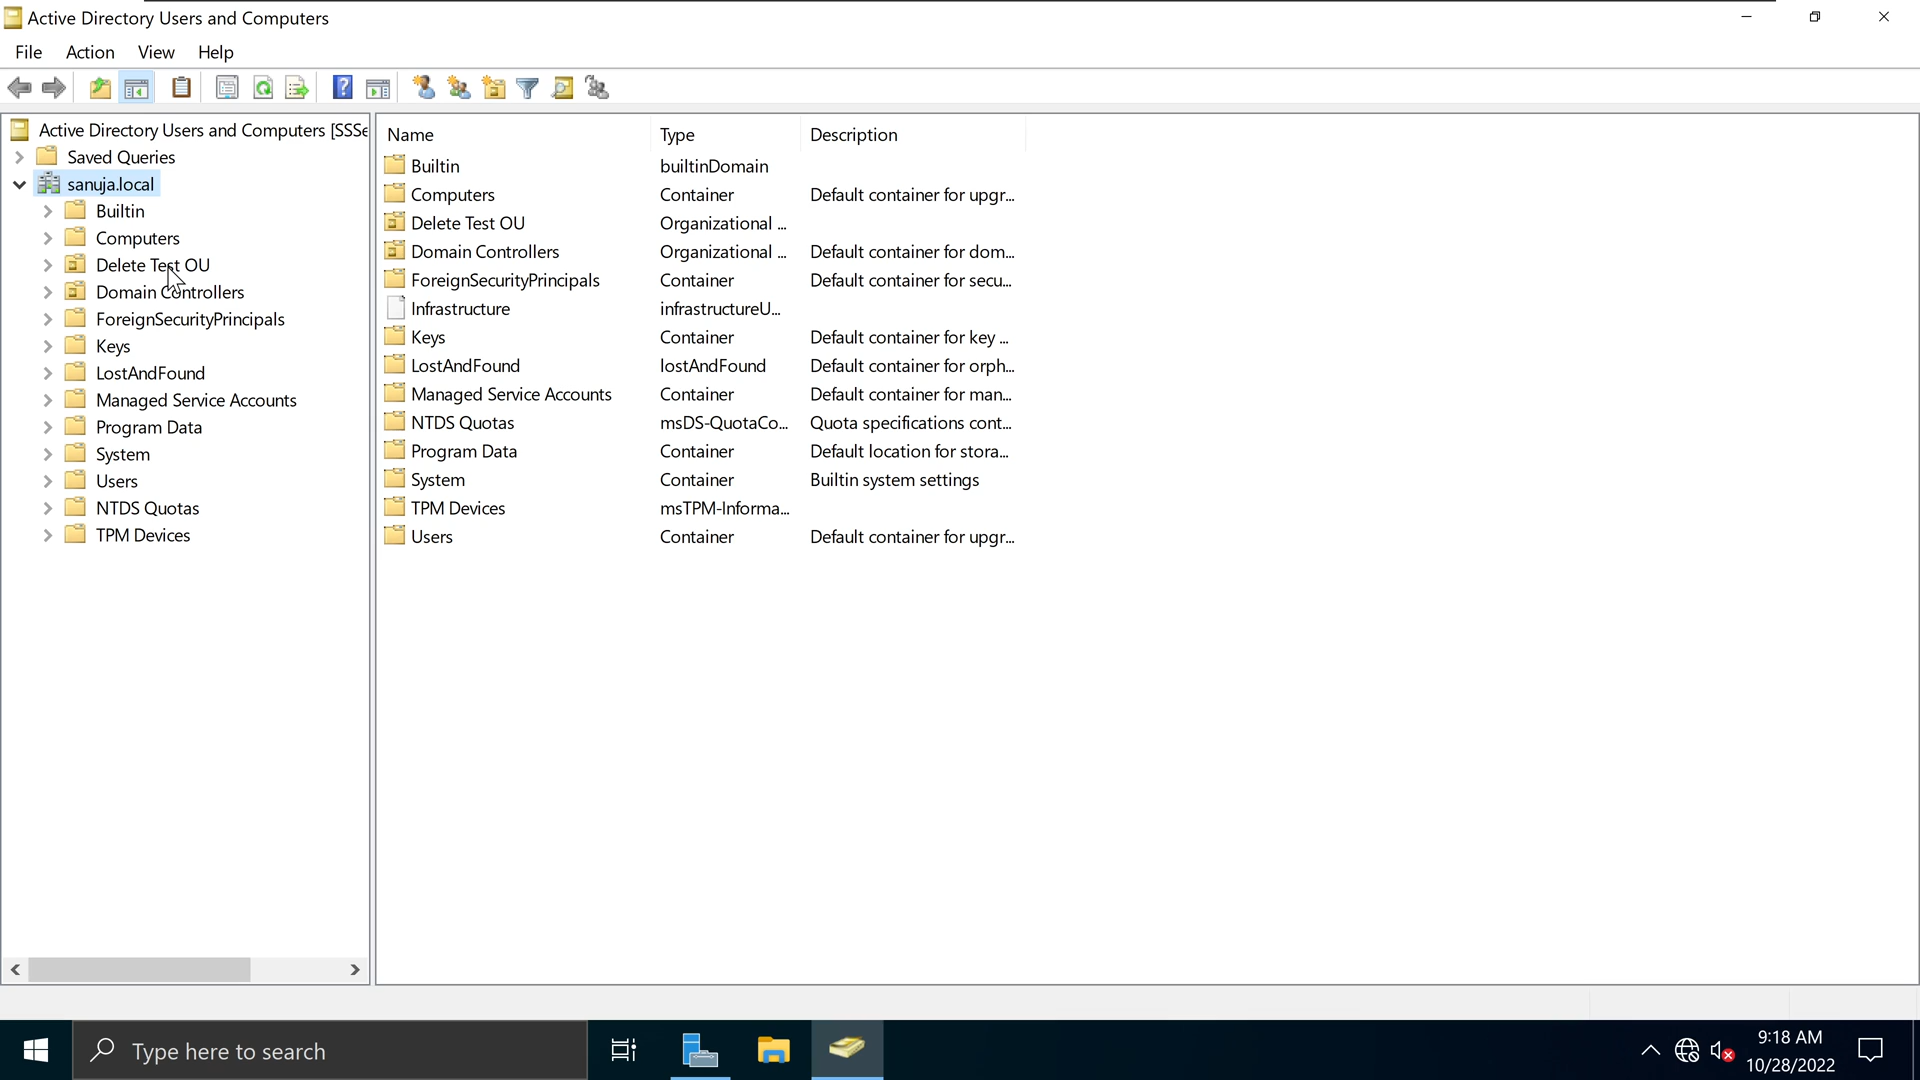 Active Directory Users and Computers
File Action View Help
Active Directory Users and Computers [SSSe
Saved Queries
sanuja.local
Builtin
Computers
Delete Test OU
Domain Controllers
ForeignSecurityPrincipals
Keys
LostAndFound
Managed Service Accounts
Program Data
System
Users
NTDS Quotas
TPM Devices
Name Type Description
Builtin builtinDomain
Computers Container Default container for upgr...
Delete Test OU Organizational ...
Domain Controllers Organizational ... Default container for dom...
ForeignSecurityPrincipals Container Default container for secu...
Infrastructure infrastructureU...
Keys Container Default container for key ...
LostAndFound lostAndFound Default container for orph...
Managed Service Accounts Container Default container for man...
NTDS Quotas msDS-QuotaCo... Quota specifications cont...
Program Data Container Default location for stora...
System Container Builtin system settings
TPM Devices msTPM-Informa...
Users Container Default container for upgr...
Type here to search
9:18 AM
10/28/2022